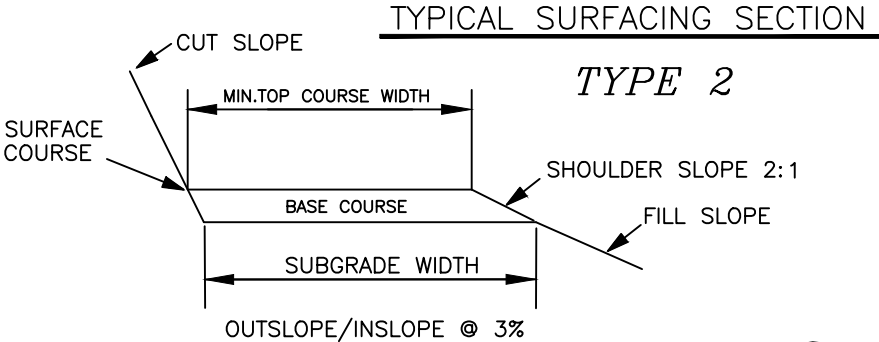 TYPICAL SURFACING SECTION
TYPE 2
CUT SLOPE
MIN.TOP COURSE WIDTH
SURFACE
COURSE
SHOULDER SLOPE 2:1
BASE COURSE
FILL SLOPE
SUBGRADE WIDTH
OUTSLOPE/INSLOPE @ 3%